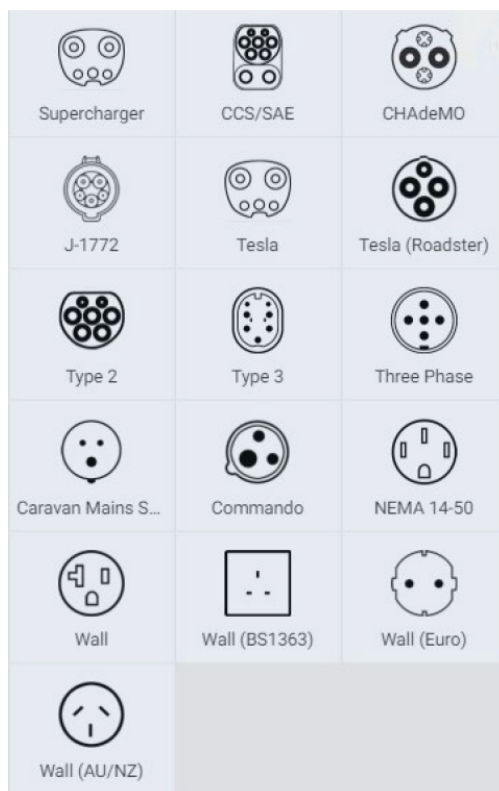 Supercharger
CCS/SAE
CHAdeMO
J-1772
Tesla
Tesla (Roadster)
Type 2
Type 3
Three Phase
Caravan Mains S...
Commando
NEMA 14-50
Wall
Wall (BS1363)
Wall (Euro)
Wall (AU/NZ)